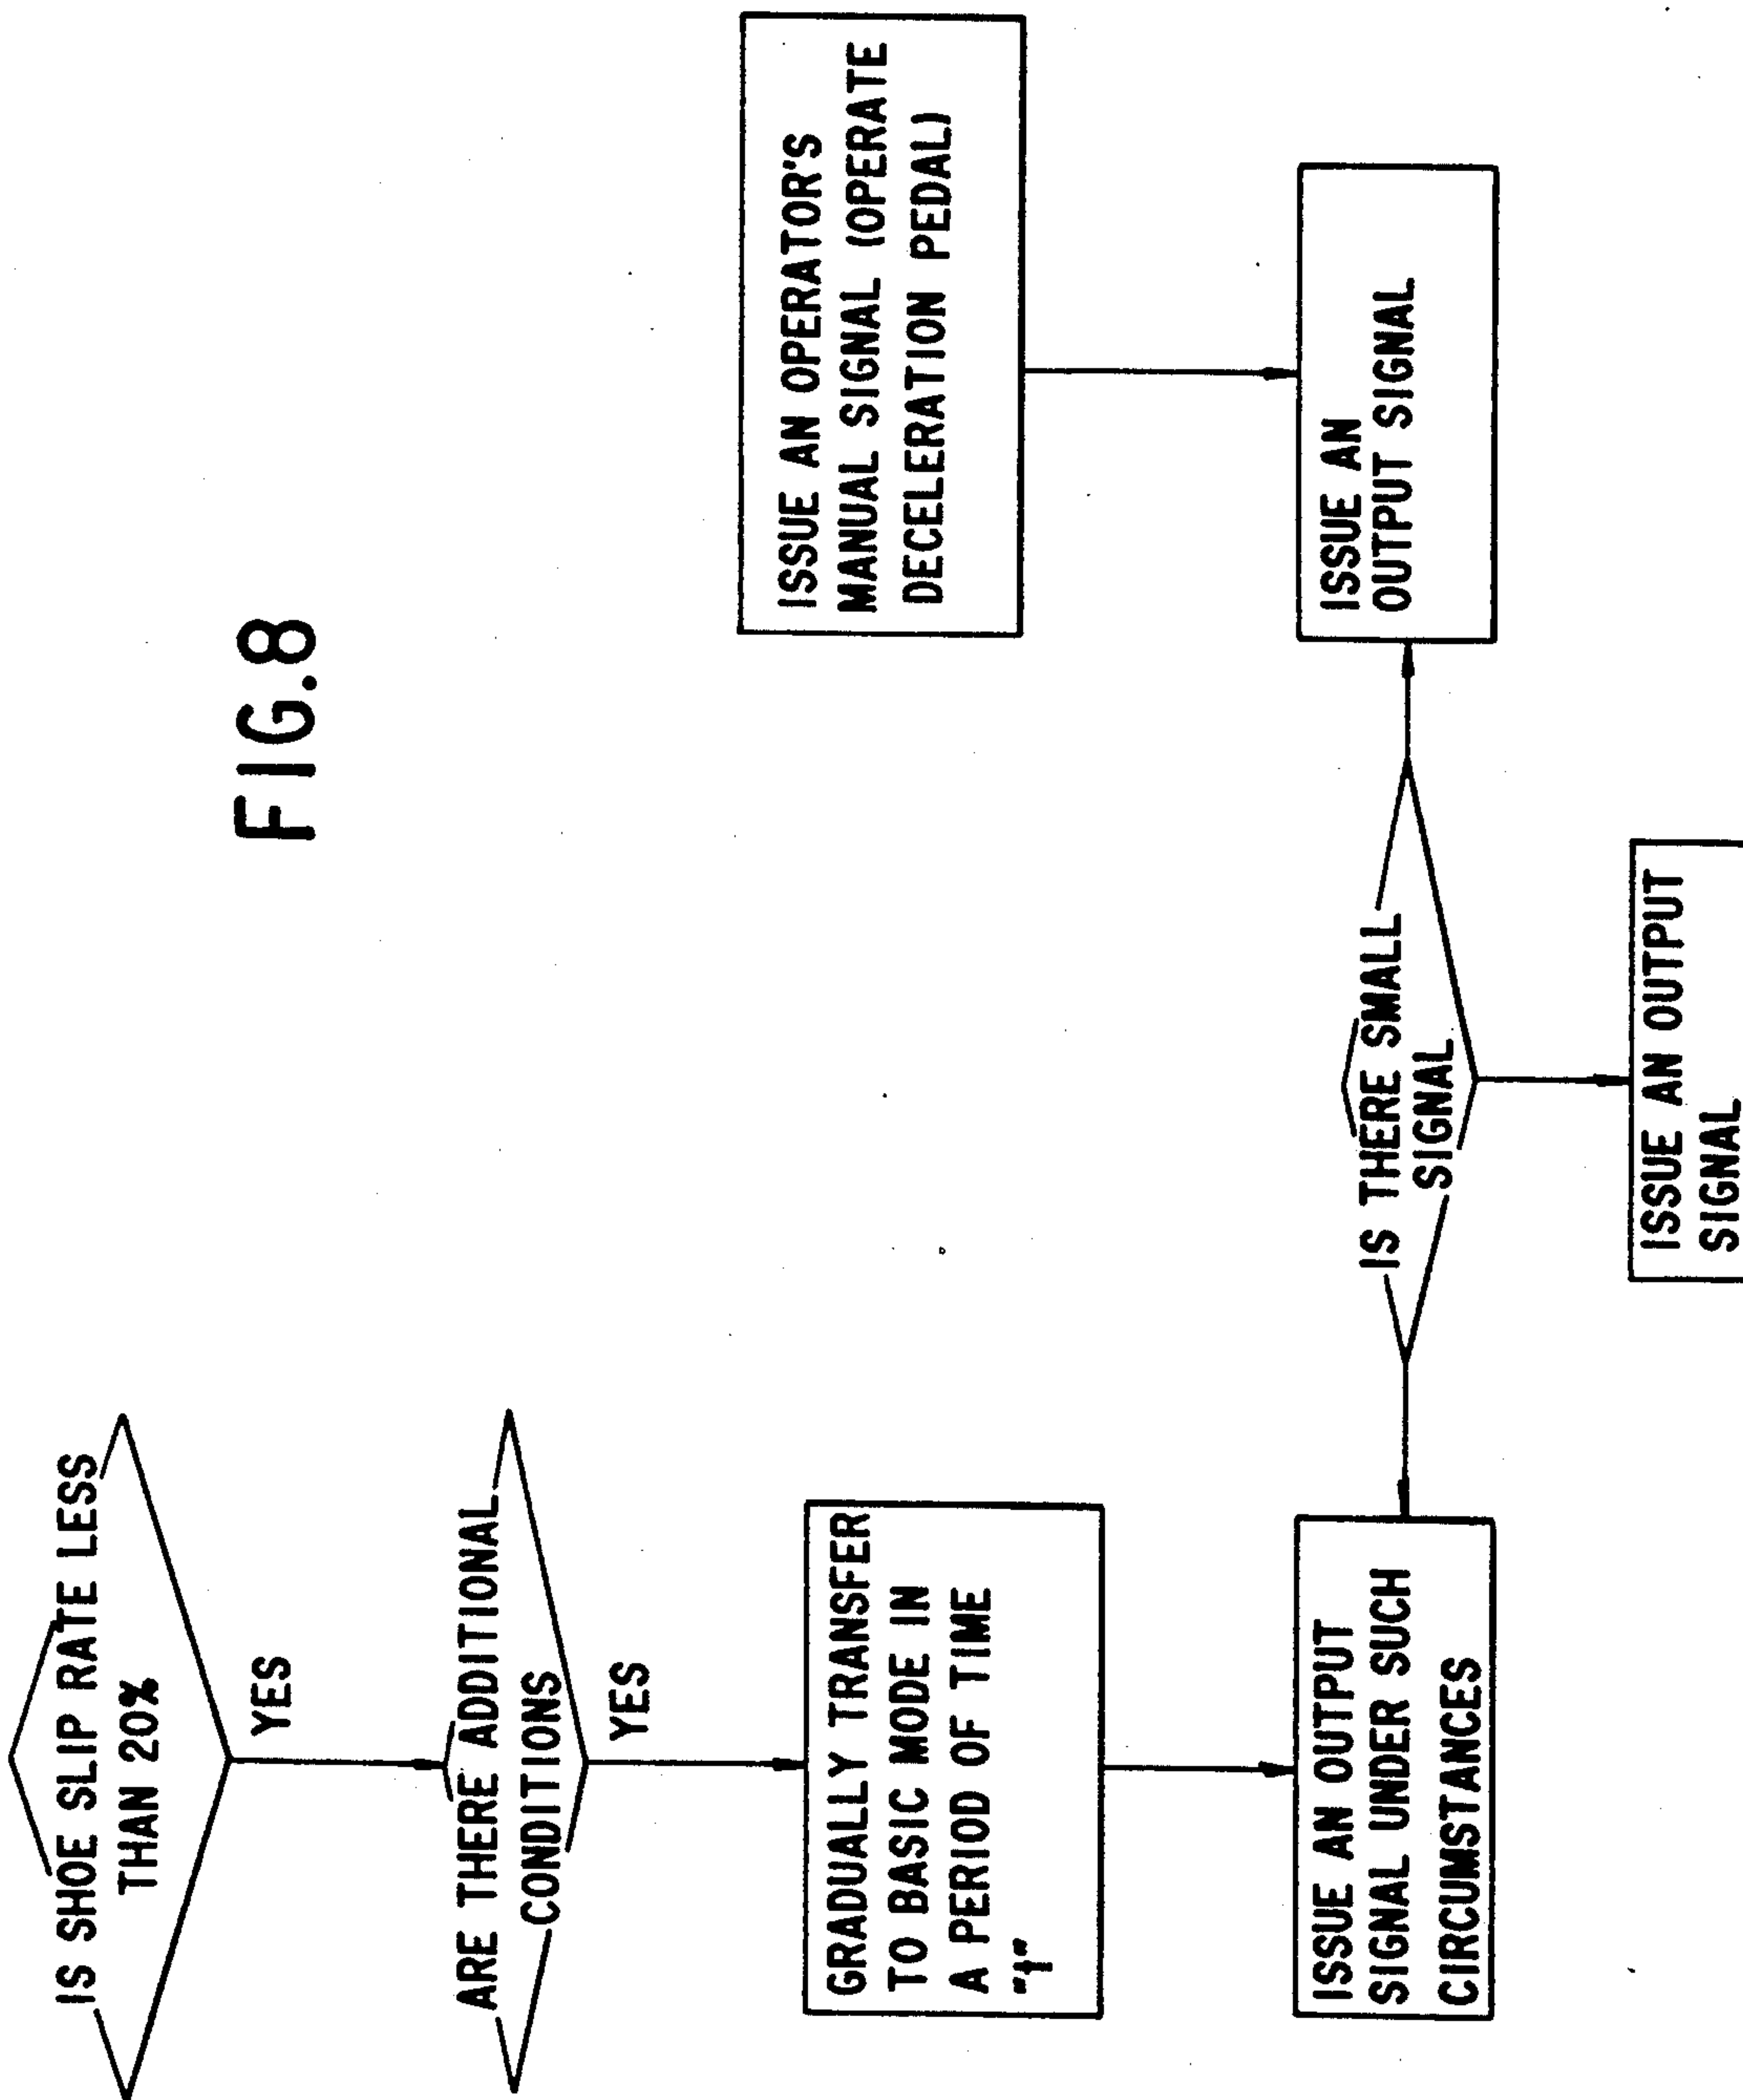 FIG.8
IS SHOE SLIP RATE LESS
THAN 20%
YES
ARE THERE ADDITIONAL
CONDITIONS
YES
GRADUALLY TRANSFER
TO BASIC MODE IN
A PERIOD OF TIME
"t"
ISSUE AN OUTPUT
SIGNAL UNDER SUCH
CIRCUMSTANCES
IS THERE SMALL
SIGNAL
ISSUE AN OUTPUT
SIGNAL
ISSUE AN OPERATOR'S
MANUAL SIGNAL (OPERATE
DECELERATION PEDAL)
ISSUE AN
OUTPUT SIGNAL